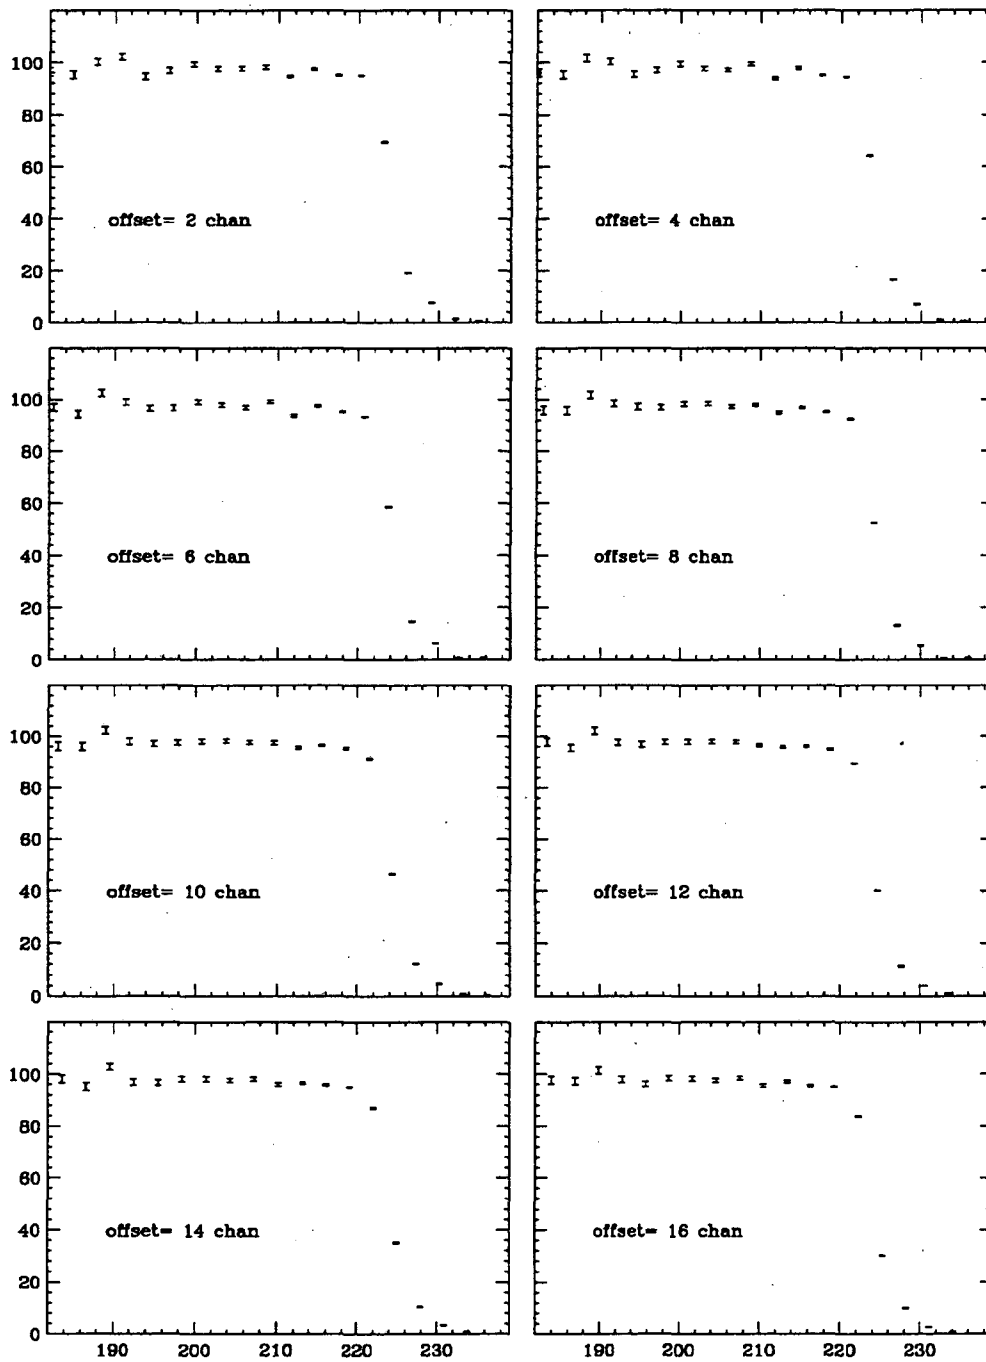 100
80
60
40
20
0
offset= 2 chan
offset= 4 chan
100
80
60
40
20
0
offset= 6 chan
offset= 8 chan
100
80
60
40
20
0
offset= 10 chan
offset= 12 chan
100
80
60
40
20
0
offset= 14 chan
offset= 16 chan
190 200 210 220 230
190 200 210 220 230